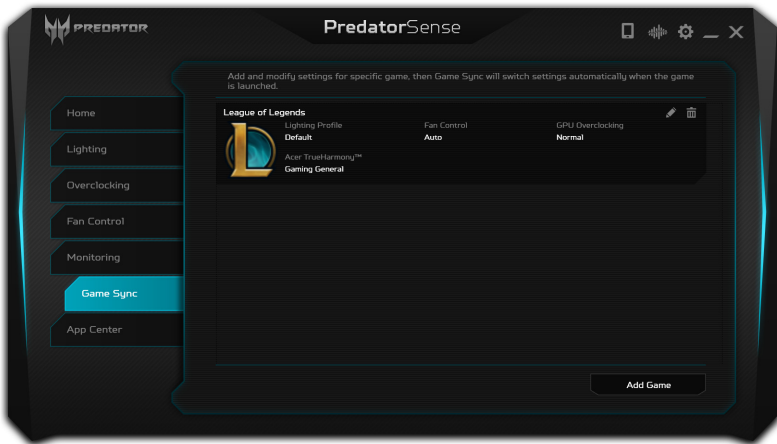 PREDATOR
PredatorSense
Add and modify settings for specific game, then Game Sync will switch settings automatically when the game
is launched.
Home
Lighting
Overclocking
Fan Control
Monitoring
Game Sync
App Center
League of Legends
Lighting Profile
Default
Fan Control
Auto
GPU Overclocking
Normal
Acer TrueHarmony™
Gaming General
Add Game